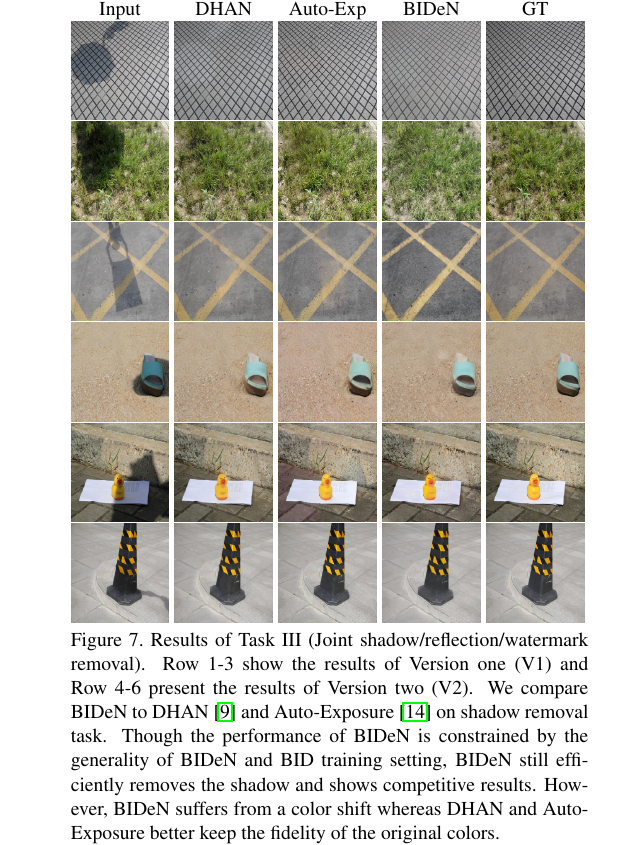 Input DHAN Auto-Exp BIDeN GT
Figure 7. Results of Task III (Joint shadow/reflection/watermark
removal). Row 1-3 show the results of Version one (V1) and
Row 4-6 present the results of Version two (V2). We compare
BIDeN to DHAN [9] and Auto-Exposure [14] on shadow removal
task. Though the performance of BIDeN is constrained by the
generality of BIDeN and BID training setting, BIDeN still effi-
ciently removes the shadow and shows competitive results. How-
ever, BIDeN suffers from a color shift whereas DHAN and Auto-
Exposure better keep the fidelity of the original colors.